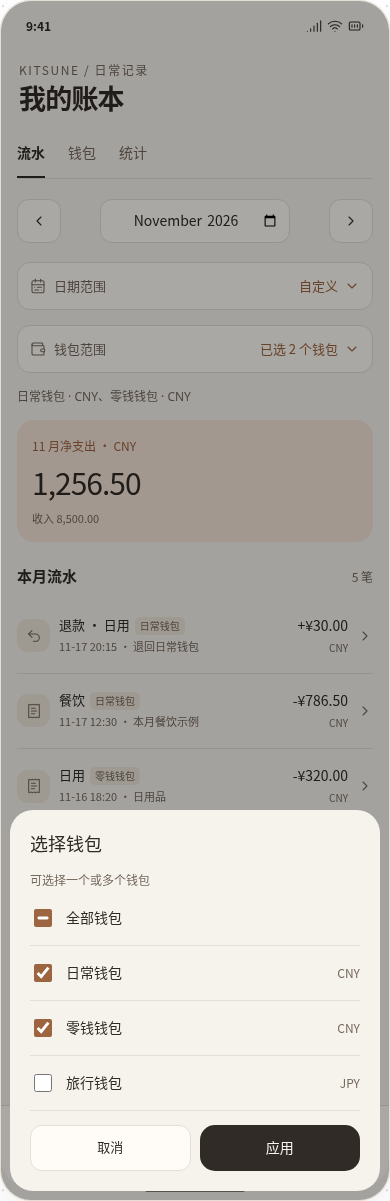 9:41
KITSUNE / 日常记录
我的账本
流水 钱包 统计
November 2026
日期范围 自定义
钱包范围 已选 2 个钱包
日常钱包 · CNY、零钱钱包 · CNY
11 月净支出 · CNY
1,256.50
收入 8,500.00
本月流水 5 笔
退款 · 日用 日常钱包 +¥30.00
11-17 20:15 · 退回日常钱包 CNY
餐饮 日常钱包 -¥786.50
11-17 12:30 · 本月餐饮示例 CNY
日用 零钱钱包 -¥320.00
11-16 18:20 · 日用品 CNY
选择钱包
可选择一个或多个钱包
全部钱包
日常钱包 CNY
零钱钱包 CNY
旅行钱包 JPY
取消 应用